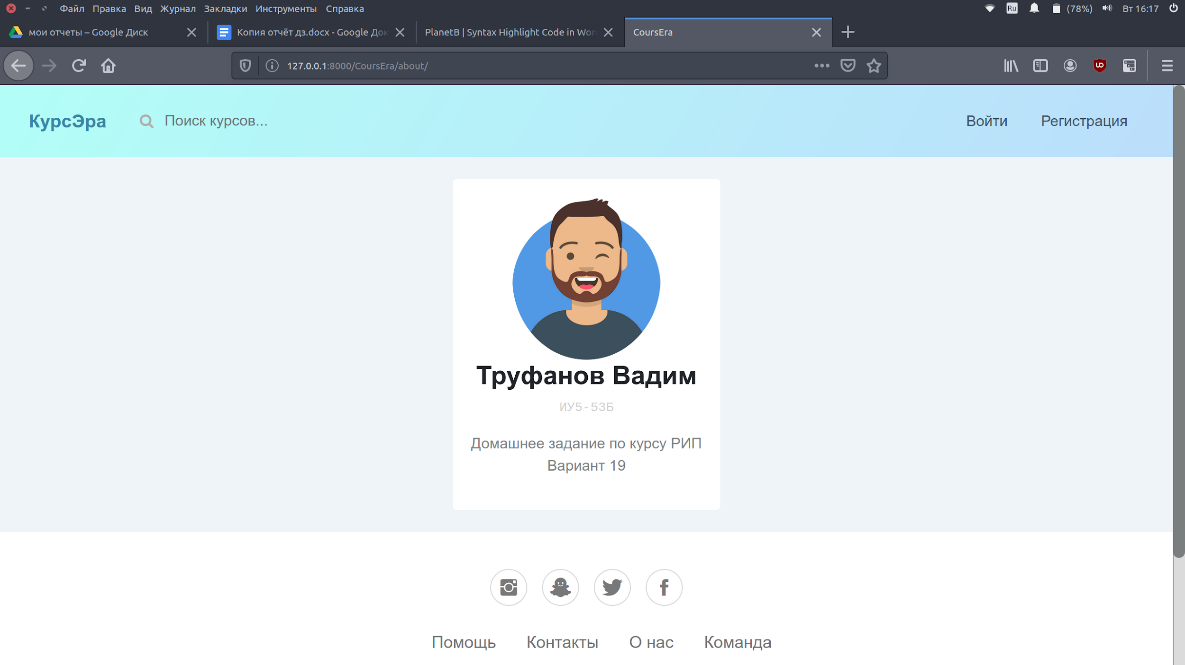 Файл Правка Вид Журнал Закладки Инструменты Справка
Ru (78%) Вт 16:17
мои отчеты – Google Диск
Копия отчёт дз.docx - Google Док
PlanetB | Syntax Highlight Code in Wor
CoursEra
127.0.0.1:8000/CoursEra/about/
КурсЭра Поиск курсов... Войти Регистрация
Труфанов Вадим
ИУ5-53Б
Домашнее задание по курсу РИП
Вариант 19
Помощь Контакты О нас Команда